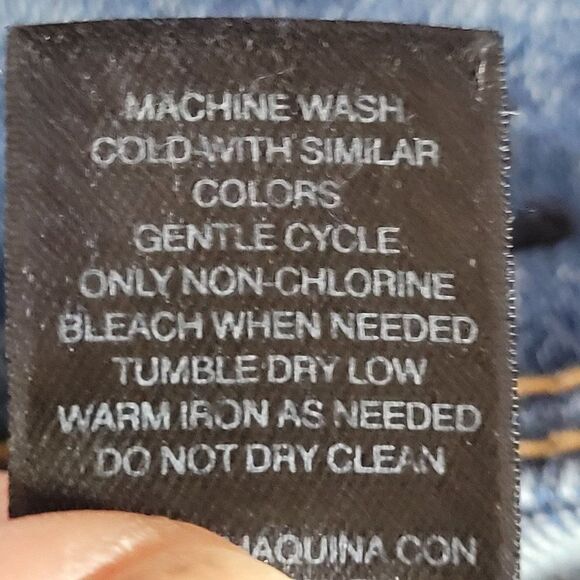 MACHINE WASH
COLD WITH SIMILAR
COLORS
GENTLE CYCLE
ONLY NON-CHLORINE
BLEACH WHEN NEEDED
TUMBLE DRY LOW
WARM IRON AS NEEDED
DO NOT DRY CLEAN
CON